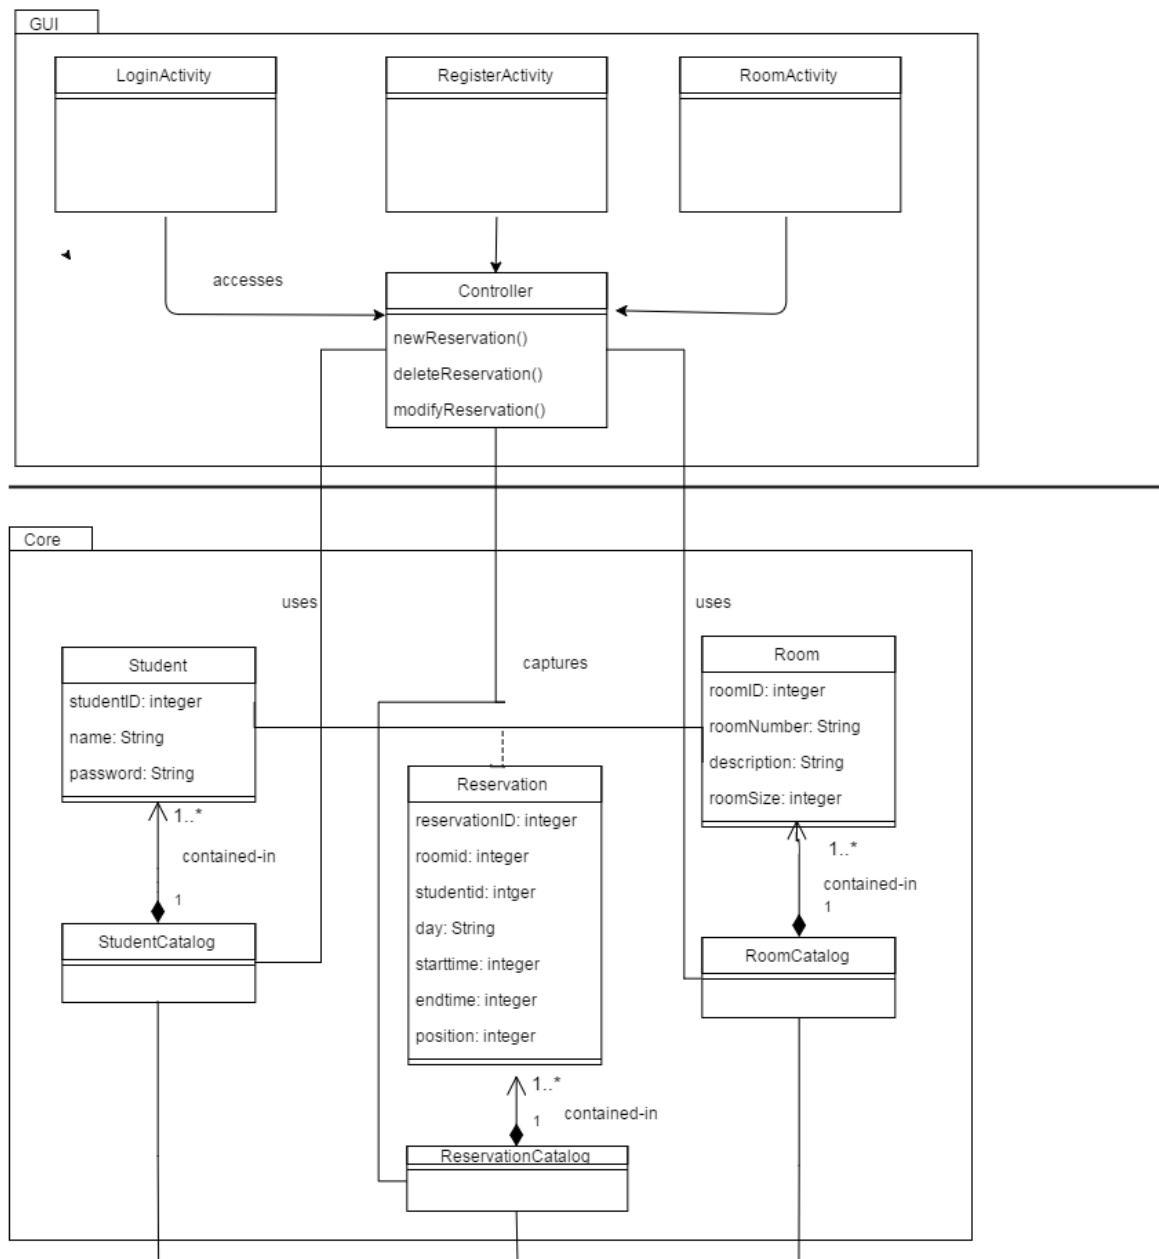 GUI
LoginActivity
RegisterActivity
RoomActivity
accesses
Controller
newReservation()
deleteReservation()
modifyReservation()
Core
uses
uses
captures
Student
studentID: integer
name: String
password: String
1..*
contained-in
1
StudentCatalog
Room
roomID: integer
roomNumber: String
description: String
roomSize: integer
1..*
contained-in
1
RoomCatalog
Reservation
reservationID: integer
roomid: integer
studentid: intger
day: String
starttime: integer
endtime: integer
position: integer
1..*
contained-in
1
ReservationCatalog